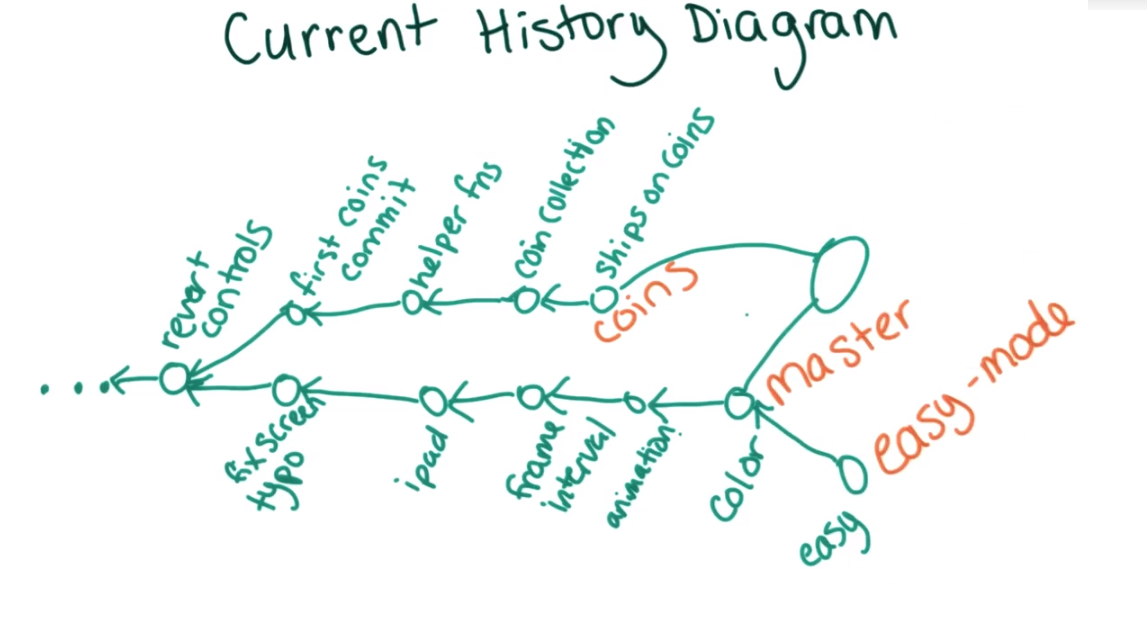 Current History Diagram
revert
controls
first coins
commit
helper fns
coin collection
ships on coins
coins
master
easy-mode
fix screen
typo
ipad
frame
interval
animation
color
easy